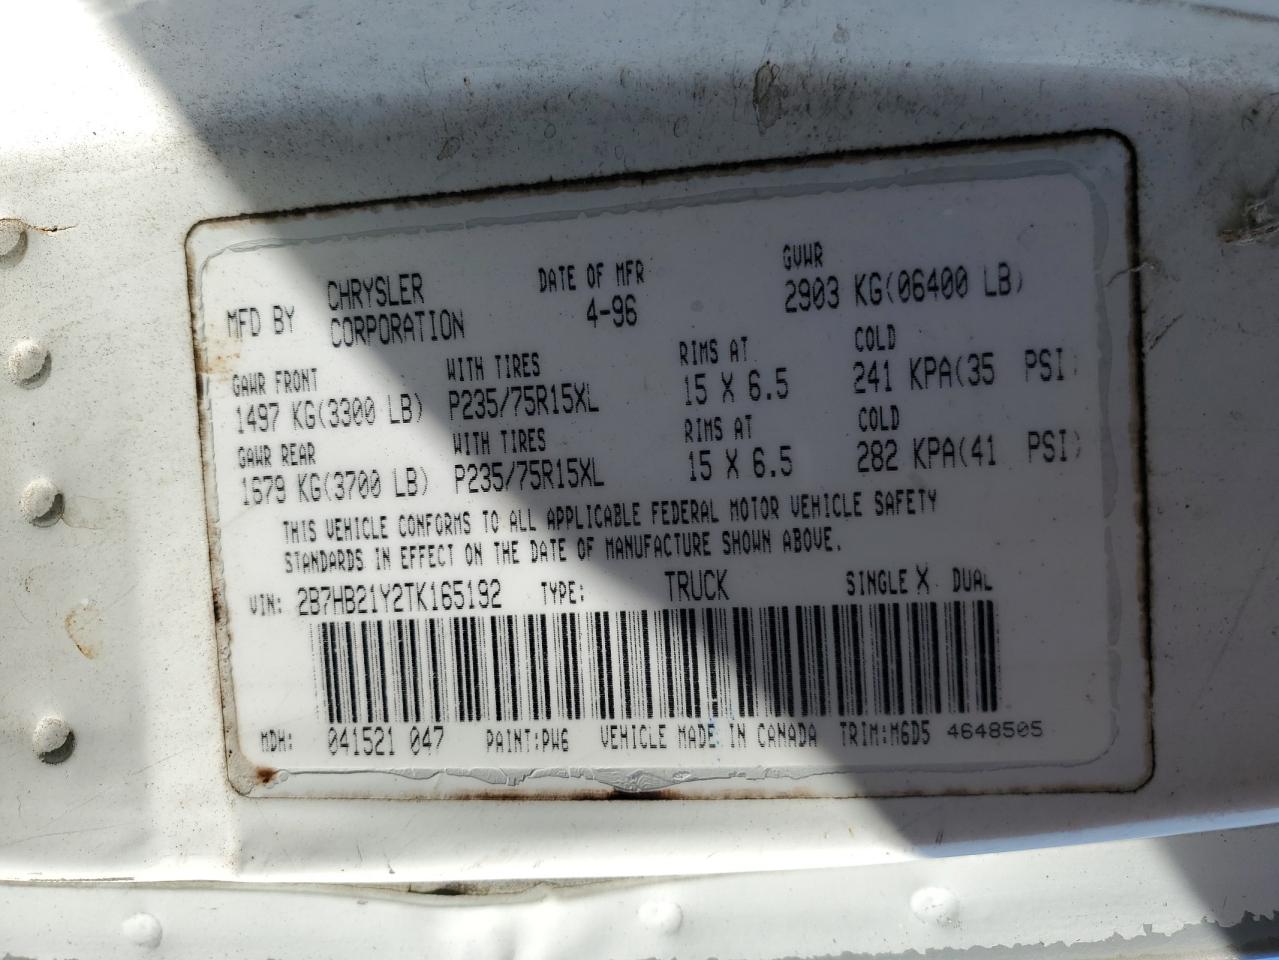 MFD BY CHRYSLER CORPORATION DATE OF MFR 4-96 GVWR 2903 KG(06400 LB)
GAWR FRONT WITH TIRES RIMS AT COLD
1497 KG(3300 LB) P235/75R15XL 15 X 6.5 241 KPA(35 PSI)
GAWR REAR WITH TIRES RIMS AT COLD
1679 KG(3700 LB) P235/75R15XL 15 X 6.5 282 KPA(41 PSI)
THIS VEHICLE CONFORMS TO ALL APPLICABLE FEDERAL MOTOR VEHICLE SAFETY
STANDARDS IN EFFECT ON THE DATE OF MANUFACTURE SHOWN ABOVE.
VIN: 2B7HB21Y2TK165192 TYPE: TRUCK SINGLE X DUAL
MDH: 041521 047 PAINT:PW6 VEHICLE MADE IN CANADA TRIM:M6D5 4648505